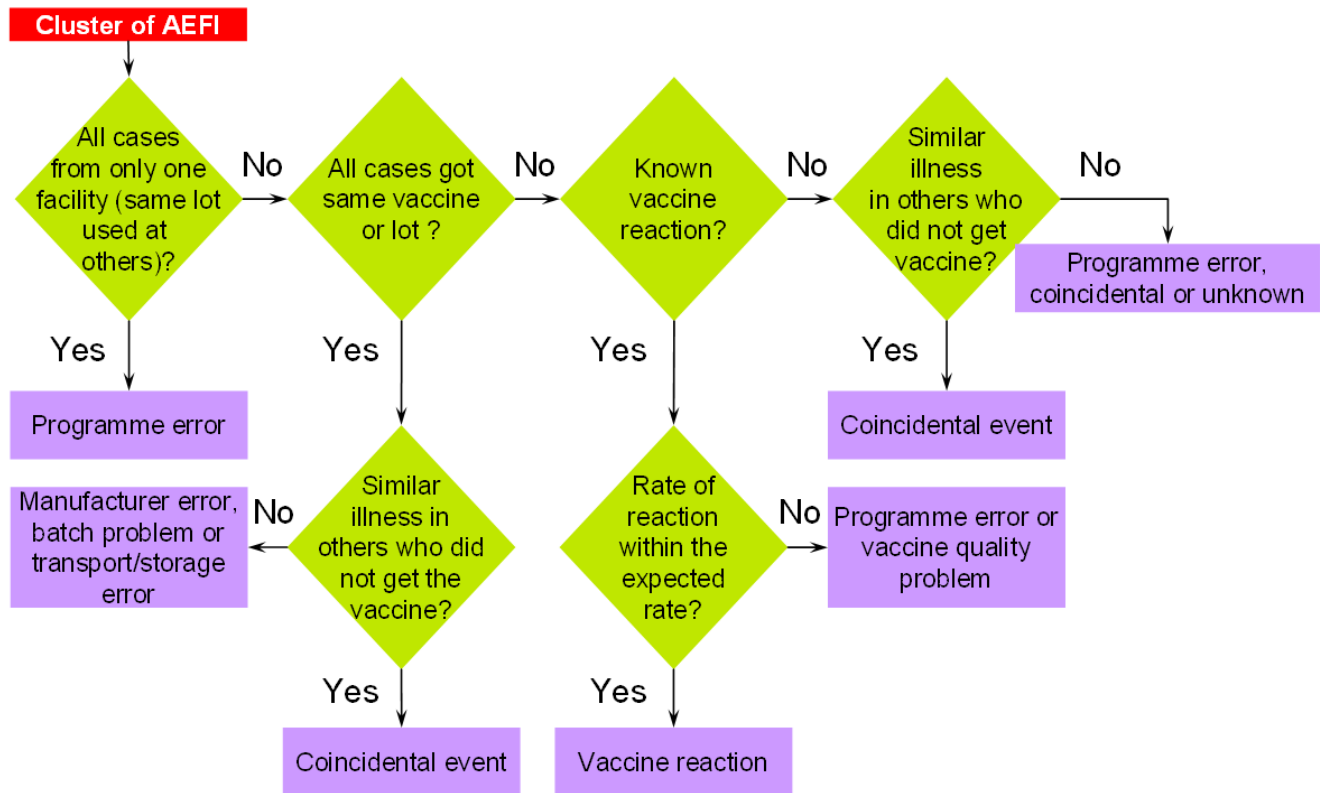 Cluster of AEFI
All cases
from only one
facility (same lot
used at
others)?
No
All cases got
same vaccine
or lot ?
No
Known
vaccine
reaction?
No
Similar
illness
in others who
did not get
vaccine?
No
Programme error,
coincidental or unknown
Yes
Yes
Yes
Yes
Programme error
Coincidental event
Manufacturer error,
batch problem or
transport/storage
error
No
Similar
illness in
others who did
not get the
vaccine?
Rate of
reaction
within the
expected
rate?
No
Programme error or
vaccine quality
problem
Yes
Yes
Coincidental event
Vaccine reaction